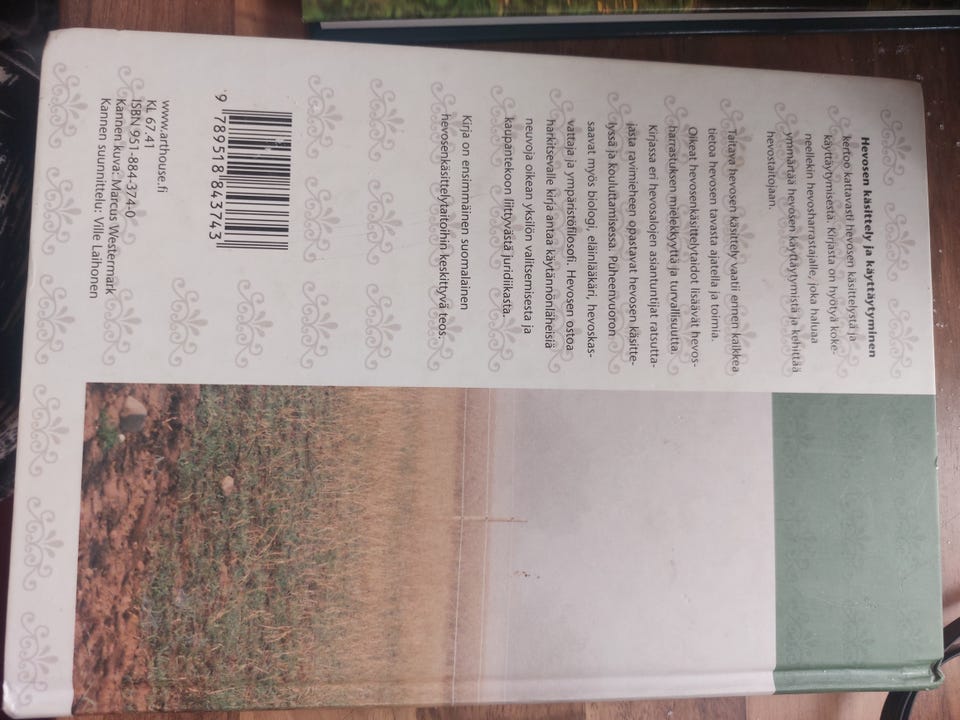 Hevosen käsittely ja käyttäytyminen
kertoo kattavasti hevosen käsittelystä ja
käyttäytymisestä. Kirjasta on hyötyä koke-
neellekin hevosharrastajalle, joka haluaa
ymmärtää hevosen käyttäytymistä ja kehittää
hevostaitojaan.
Taitava hevosen käsittely vaatii ennen kaikkea
tietoa hevosen tavasta ajatella ja toimia.
Oikeat hevosenkäsittelytaidot lisäävät hevos-
harrastuksen mielekkyyttä ja turvallisuutta.
Kirjassa eri hevosalojen asiantuntijat ratsutta-
jasta ravimieheen opastavat hevosen käsitte-
lyssä ja kouluttamisessa. Puheenvuoron
saavat myös biologi, eläinlääkäri, hevoskas-
vattaja ja ympäristöfilosofi. Hevosen ostoa
harkitsevalle kirja antaa käytännönläheisiä
neuvoja oikean yksilön valitsemisesta ja
kaupantekoon liittyvästä juridiikasta.
Kirja on ensimmäinen suomalainen
hevosenkäsittelytaitoihin keskittyvä teos.
9 789518 843743
www.arthouse.fi
KL 67.41
ISBN 951-884-374-0
Kannen kuva: Marcus Westermark
Kannen suunnittelu: Ville Laihonen